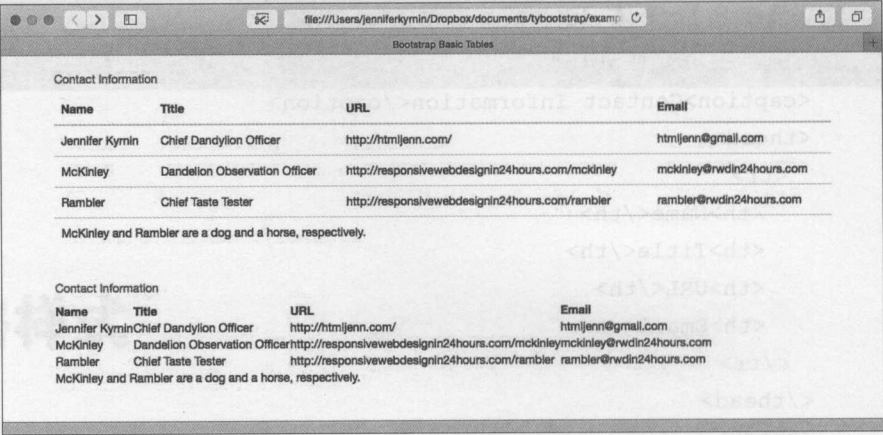 file:///Users/jenniferkyrnin/Dropbox/documents/tybootstrap/examp
Bootstrap Basic Tables
+
Contact Information
Name Title URL Email
Jennifer Kyrnin Chief Dandylion Officer http://htmljenn.com/ htmljenn@gmail.com
McKinley Dandelion Observation Officer http://responsivewebdesignin24hours.com/mckinley mckinley@rwdin24hours.com
Rambler Chief Taste Tester http://responsivewebdesignin24hours.com/rambler rambler@rwdin24hours.com
McKinley and Rambler are a dog and a horse, respectively.
Contact Information
Name Title URL Email
Jennifer KyrninChief Dandylion Officer http://htmljenn.com/ htmljenn@gmail.com
McKinley Dandelion Observation Officerhttp://responsivewebdesignin24hours.com/mckinleymckinley@rwdin24hours.com
Rambler Chief Taste Tester http://responsivewebdesignin24hours.com/rambler rambler@rwdin24hours.com
McKinley and Rambler are a dog and a horse, respectively.